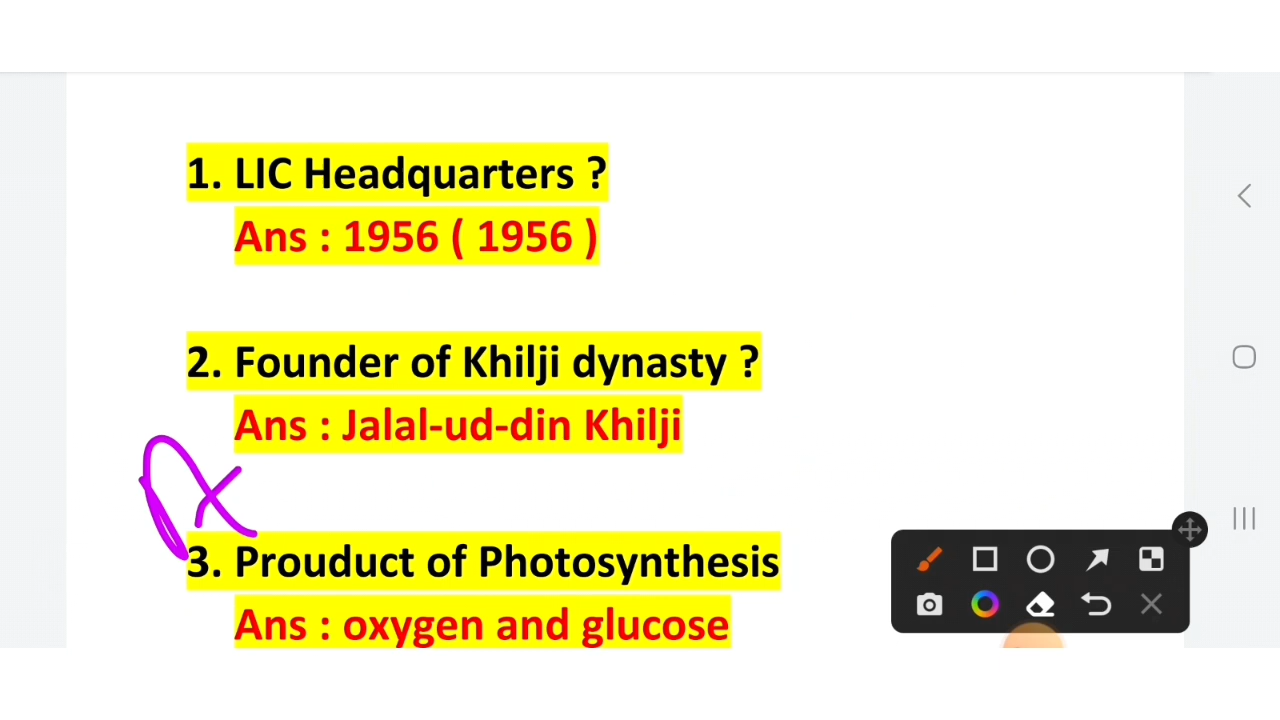 1. LIC Headquarters ?
Ans : 1956 ( 1956 )
2. Founder of Khilji dynasty ?
Ans : Jalal-ud-din Khilji
3. Prouduct of Photosynthesis
Ans : oxygen and glucose